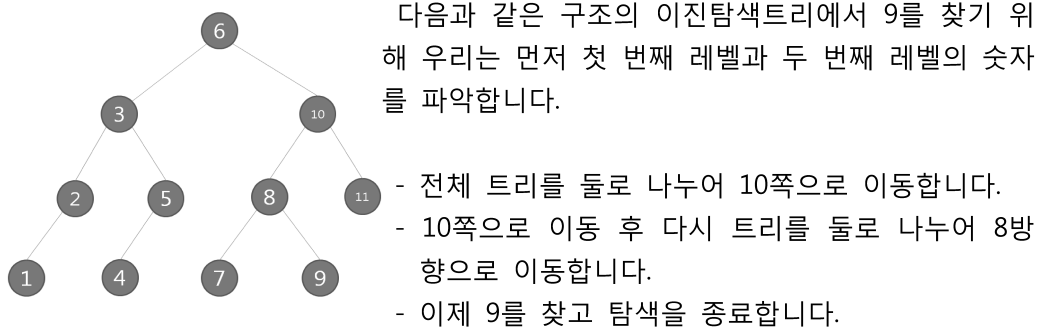 6
3
10
2
5
8
11
1
4
7
9
다음과 같은 구조의 이진탐색트리에서 9를 찾기 위
해 우리는 먼저 첫 번째 레벨과 두 번째 레벨의 숫자
를 파악합니다.
- 전체 트리를 둘로 나누어 10쪽으로 이동합니다.
- 10쪽으로 이동 후 다시 트리를 둘로 나누어 8방
향으로 이동합니다.
- 이제 9를 찾고 탐색을 종료합니다.